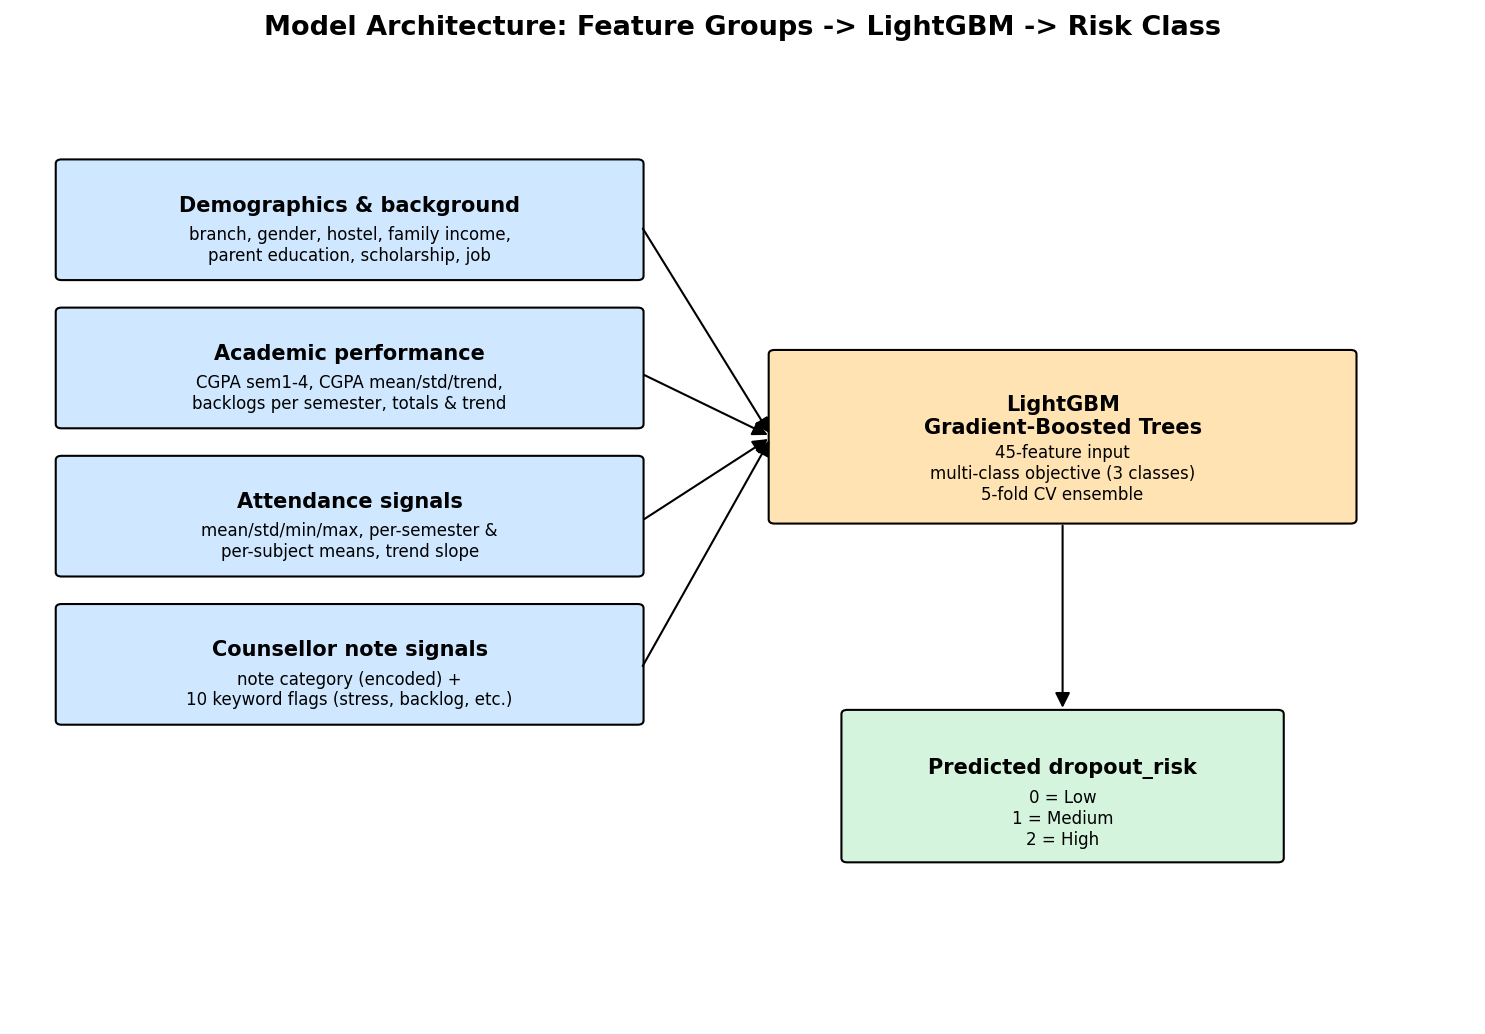 Model Architecture: Feature Groups -> LightGBM -> Risk Class
Demographics & background
branch, gender, hostel, family income,
parent education, scholarship, job
Academic performance
CGPA sem1-4, CGPA mean/std/trend,
backlogs per semester, totals & trend
Attendance signals
mean/std/min/max, per-semester &
per-subject means, trend slope
Counsellor note signals
note category (encoded) +
10 keyword flags (stress, backlog, etc.)
LightGBM
Gradient-Boosted Trees
45-feature input
multi-class objective (3 classes)
5-fold CV ensemble
Predicted dropout_risk
0 = Low
1 = Medium
2 = High